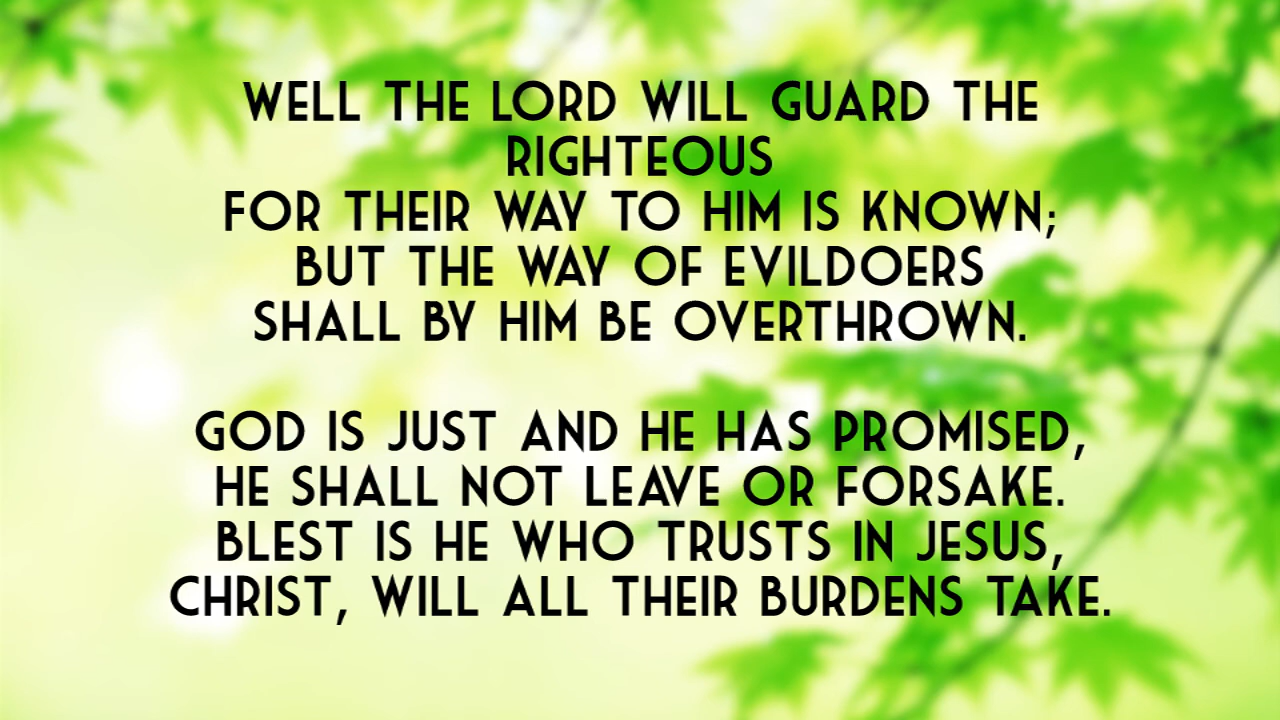 WELL THE LORD WILL GUARD THE
RIGHTEOUS
FOR THEIR WAY TO HIM IS KNOWN;
BUT THE WAY OF EVILDOERS
SHALL BY HIM BE OVERTHROWN.
GOD IS JUST AND HE HAS PROMISED,
HE SHALL NOT LEAVE OR FORSAKE.
BLEST IS HE WHO TRUSTS IN JESUS,
CHRIST, WILL ALL THEIR BURDENS TAKE.